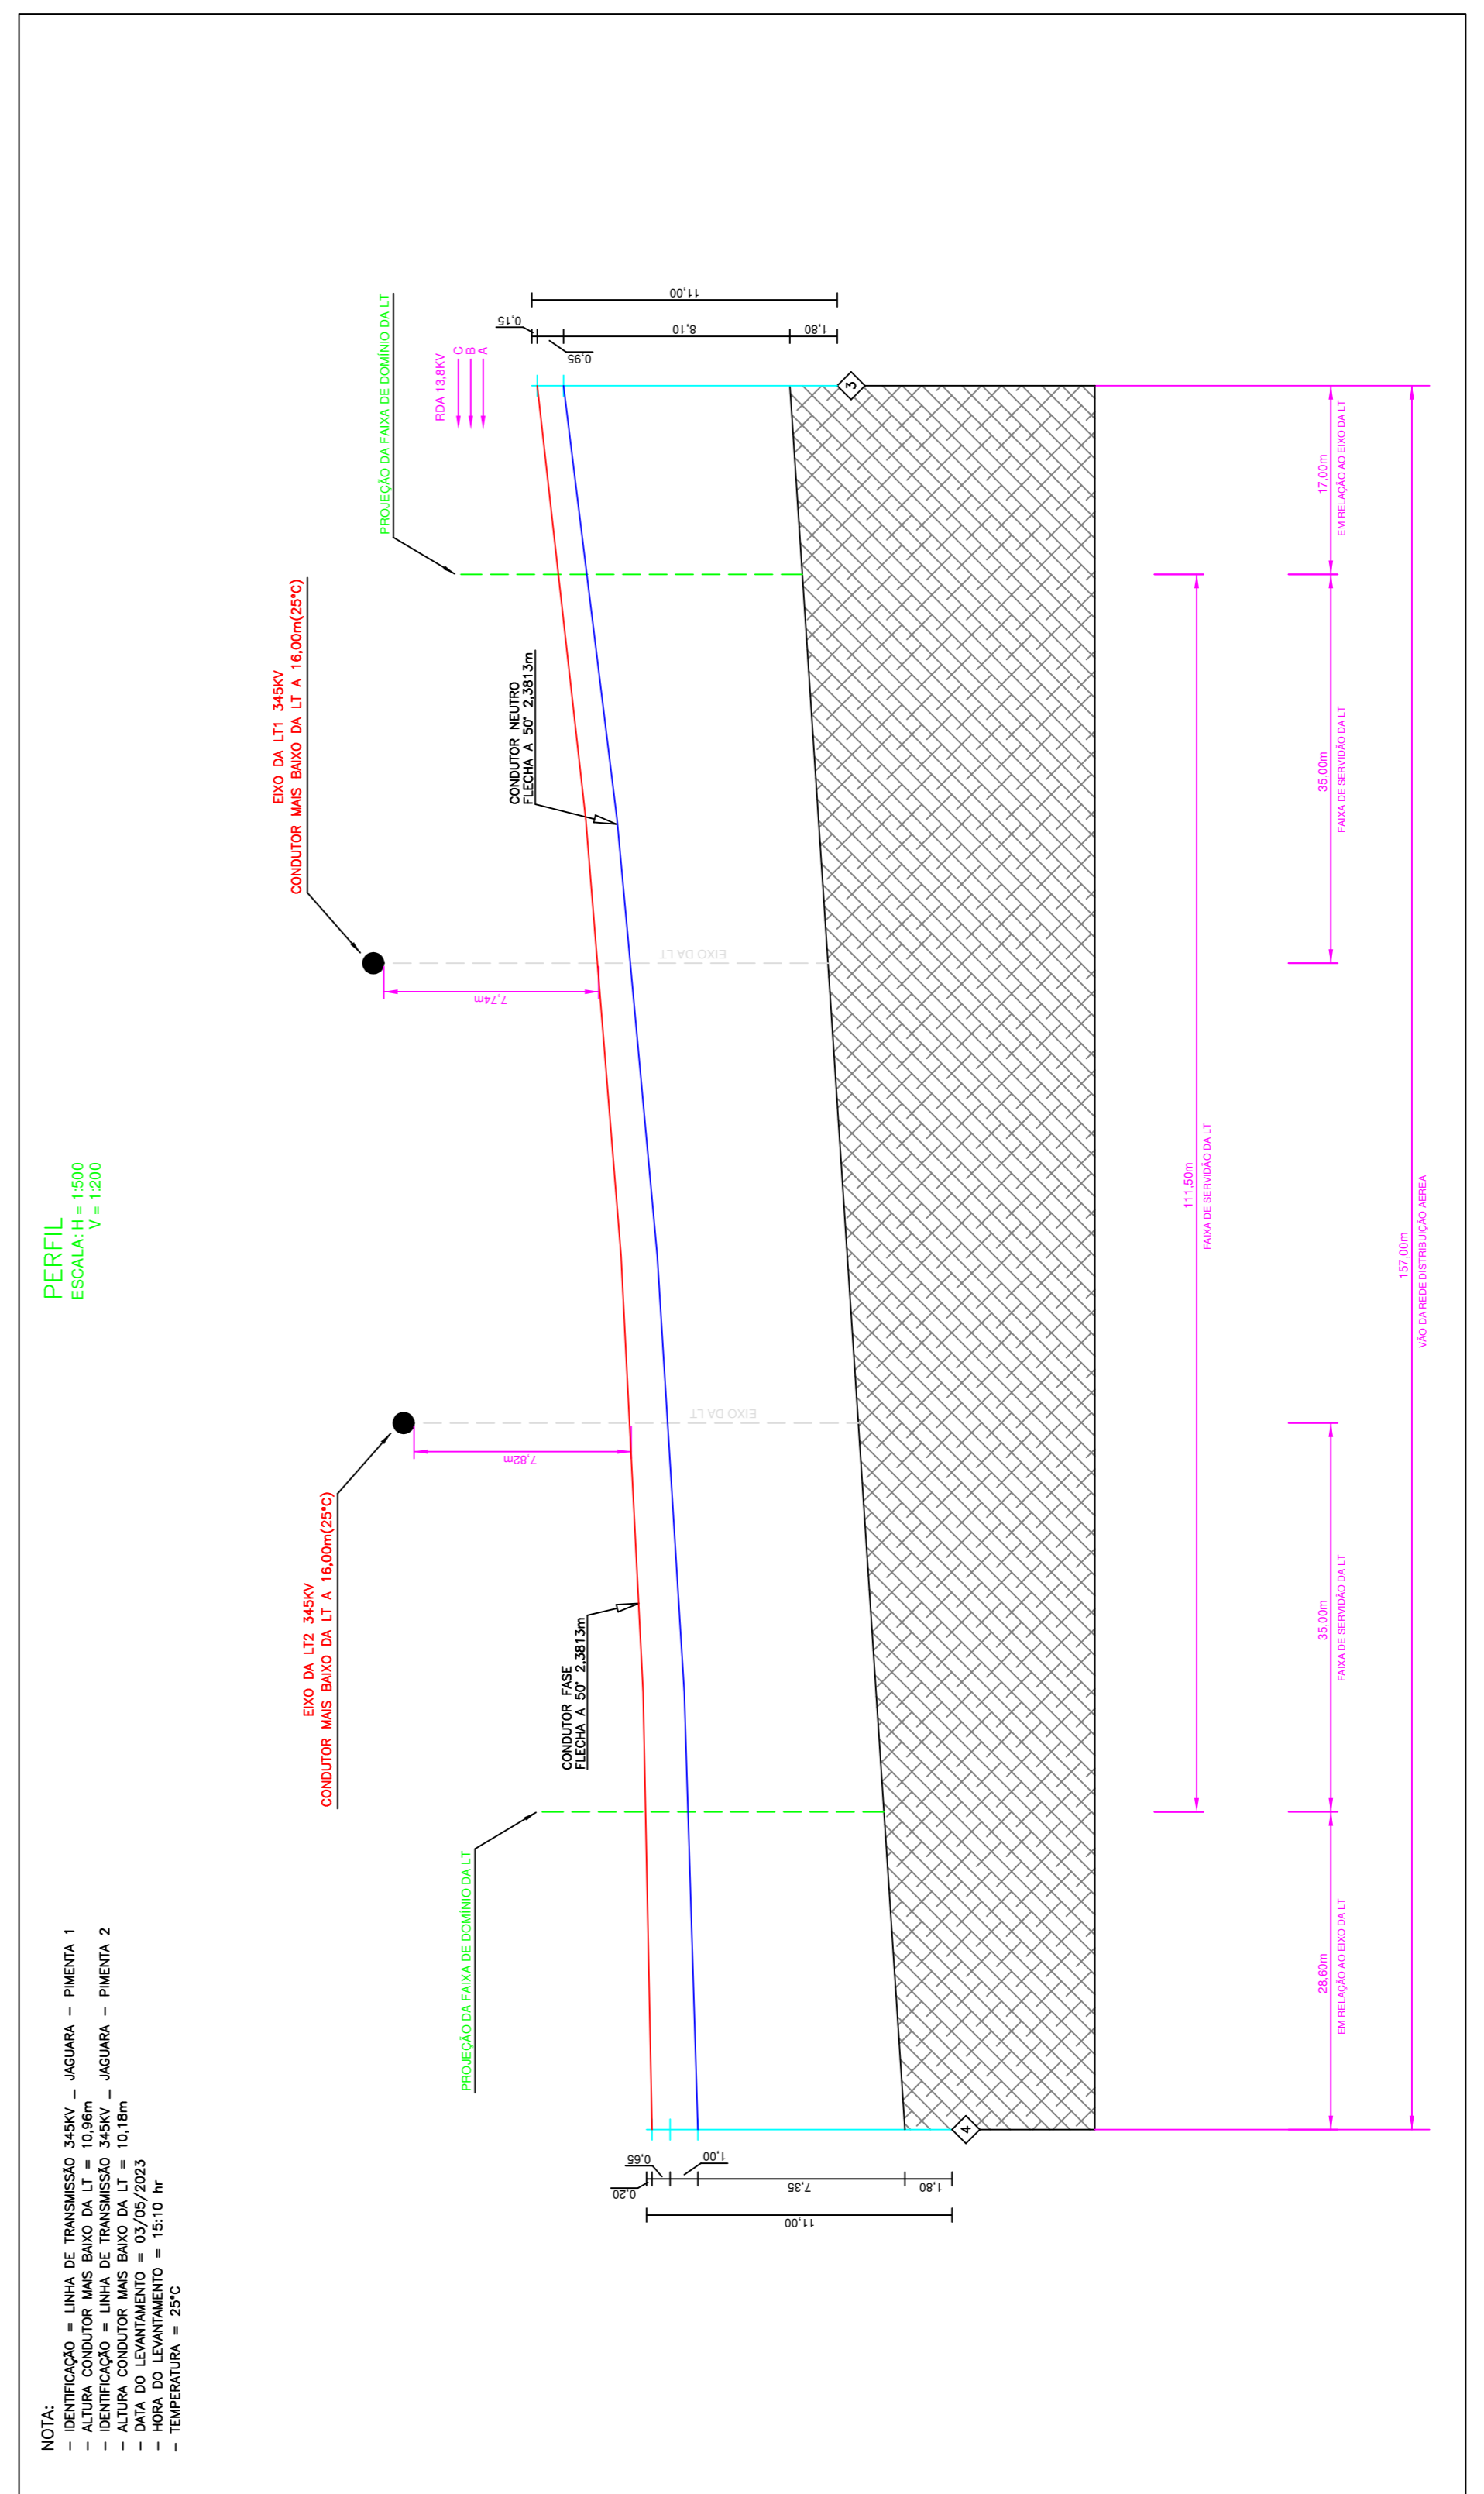 NOTA:
– IDENTIFICAÇÃO = LINHA DE TRANSMISSÃO 345KV _ JAGUARA – PIMENTA 1
– ALTURA CONDUTOR MAIS BAIXO DA LT = 10,96m
– IDENTIFICAÇÃO = LINHA DE TRANSMISSÃO 345KV _ JAGUARA – PIMENTA 2
– ALTURA CONDUTOR MAIS BAIXO DA LT = 10,18m
– DATA DO LEVANTAMENTO = 03/05/2023
– HORA DO LEVANTAMENTO = 15:10 hr
– TEMPERATURA = 25°C
PERFIL
ESCALA: H = 1:500
V = 1:200
EIXO DA LT2 345KV
CONDUTOR MAIS BAIXO DA LT A 16,00m(25°C)
EIXO DA LT1 345KV
CONDUTOR MAIS BAIXO DA LT A 16,00m(25°C)
PROJEÇÃO DA FAIXA DE DOMÍNIO DA LT
PROJEÇÃO DA FAIXA DE DOMÍNIO DA LT
RDA 13,8KV
C
B
A
CONDUTOR FASE
FLECHA A 50° 2,3813m
CONDUTOR NEUTRO
FLECHA A 50° 2,3813m
7,82m
7,74m
EIXO DA LT
EIXO DA LT
0,20
0,65
1,00
7,35
1,80
11,00
0,15
0,95
8,10
1,80
11,00
4
3
111,50m
FAIXA DE SERVIDÃO DA LT
28,60m
EM RELAÇÃO AO EIXO DA LT
35,00m
FAIXA DE SERVIDÃO DA LT
35,00m
FAIXA DE SERVIDÃO DA LT
17,00m
EM RELAÇÃO AO EIXO DA LT
157,00m
VÃO DA REDE DISTRIBUIÇÃO AEREA